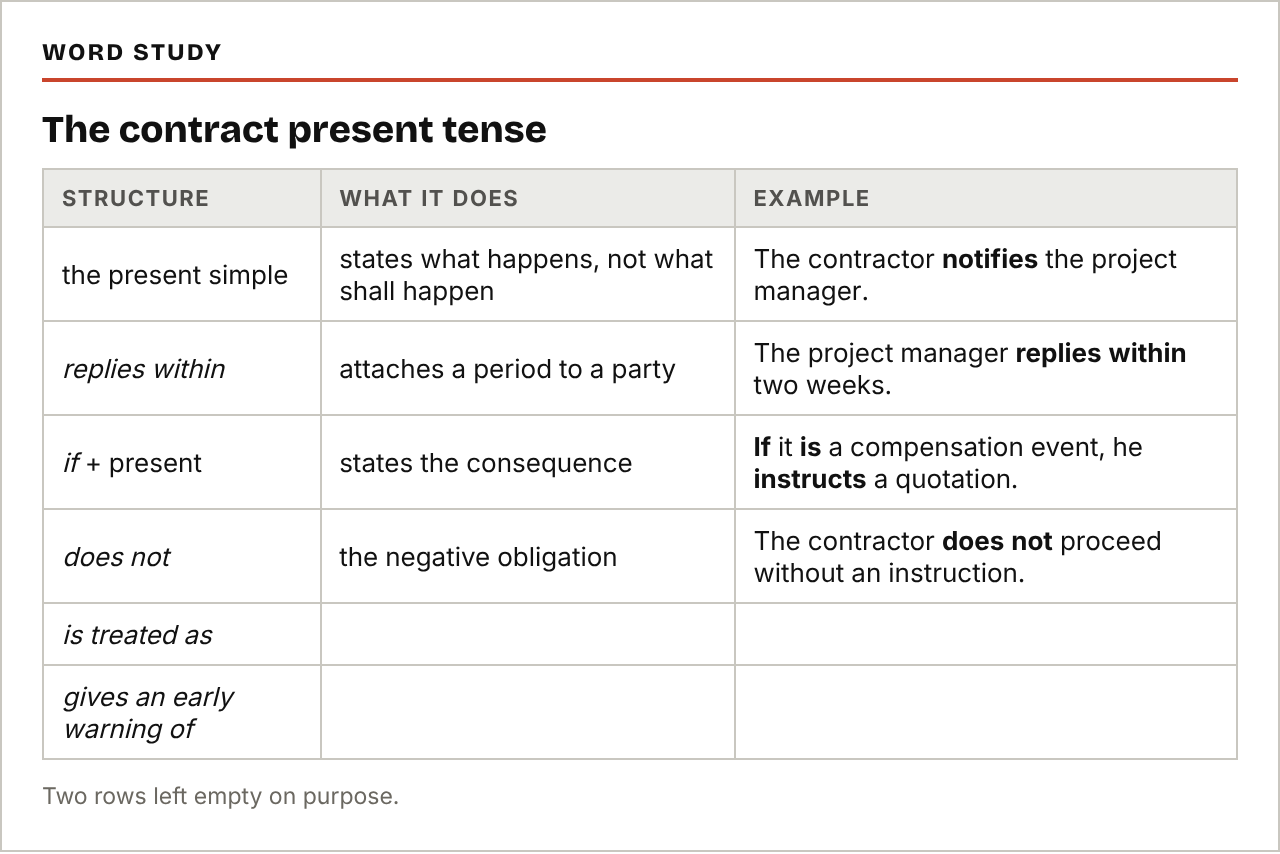 WORD STUDY
The contract present tense
STRUCTURE
WHAT IT DOES
EXAMPLE
the present simple
states what happens, not what
shall happen
The contractor notifies the project
manager.
replies within
attaches a period to a party
The project manager replies within
two weeks.
if + present
states the consequence
If it is a compensation event, he
instructs a quotation.
does not
the negative obligation
The contractor does not proceed
without an instruction.
is treated as
gives an early
warning of
Two rows left empty on purpose.